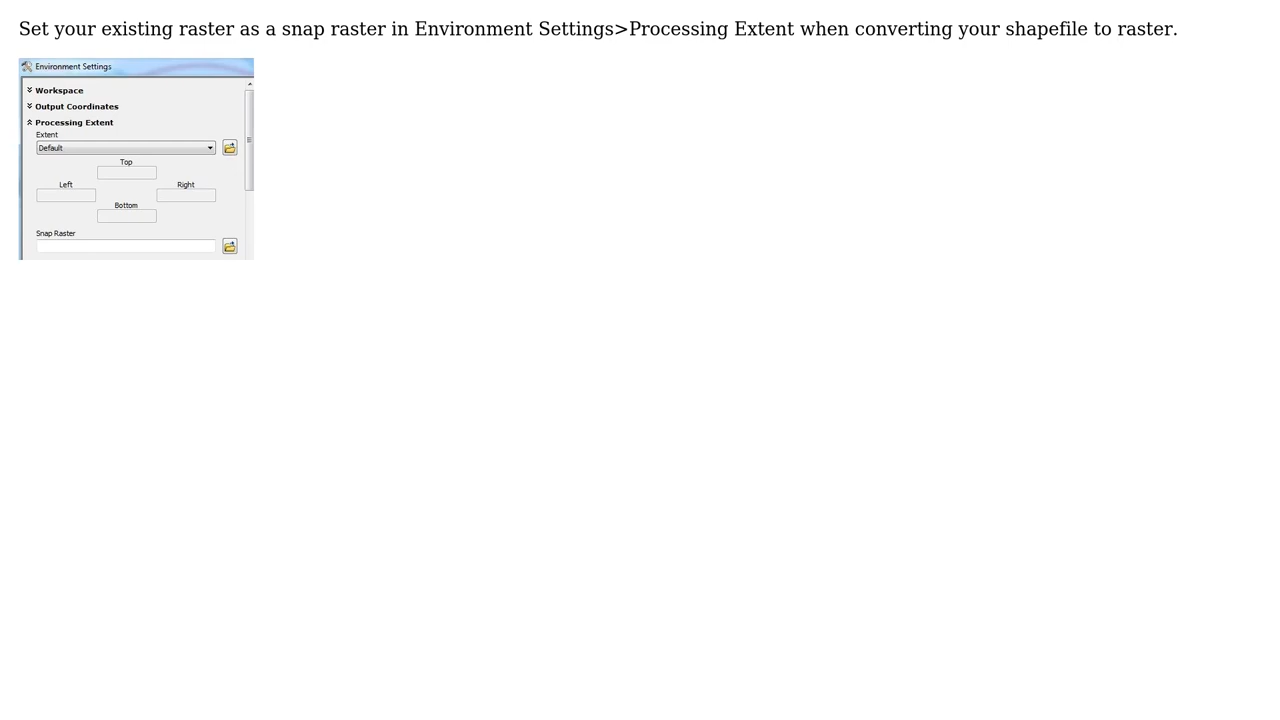 Set your existing raster as a snap raster in Environment Settings>Processing Extent when converting your shapefile to raster.
Environment Settings
Workspace
Output Coordinates
Processing Extent
Extent
Default
Top
Left Right
Bottom
Snap Raster